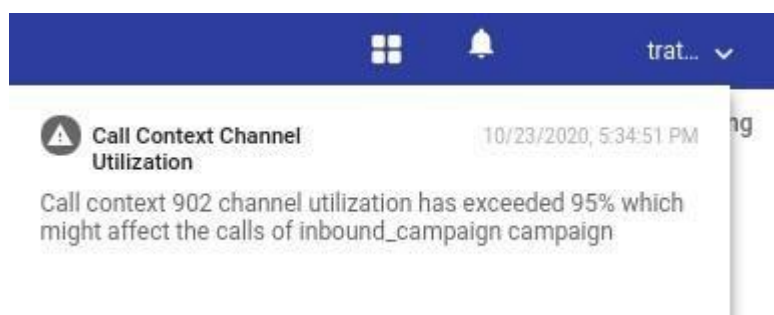 trat...
ng
Call Context Channel
Utilization
10/23/2020, 5:34:51 PM
Call context 902 channel utilization has exceeded 95% which
might affect the calls of inbound_campaign campaign